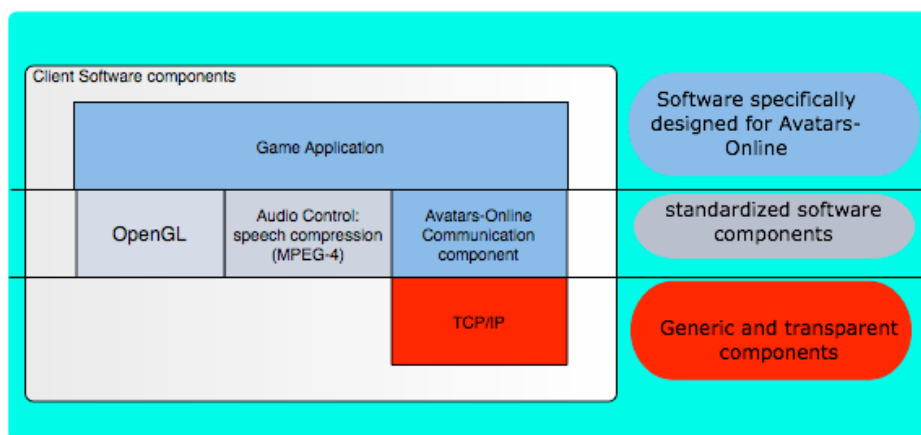 Client Software components
Game Application
Software specifically
designed for Avatars-
Online
OpenGL
Audio Control:
speech compression
(MPEG-4)
Avatars-Online
Communication
component
standardized software
components
TCP/IP
Generic and transparent
components